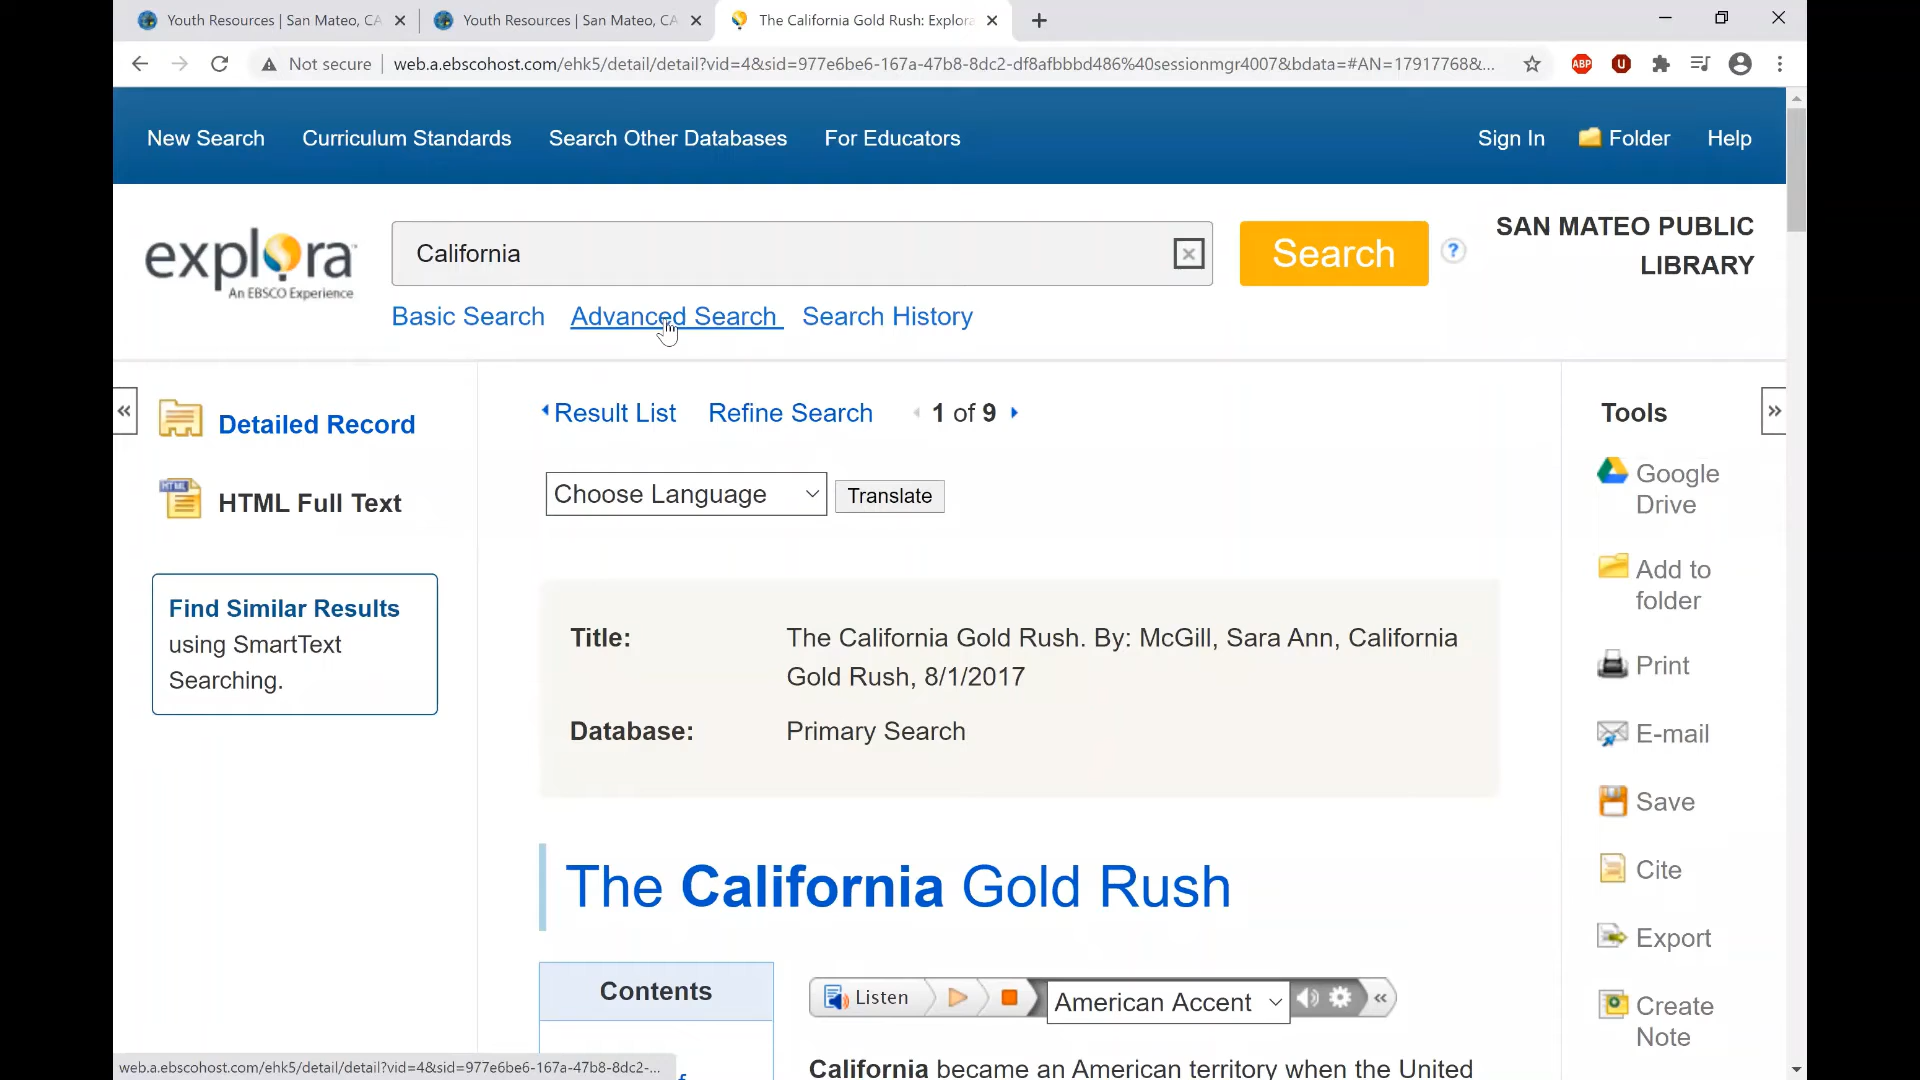 Youth Resources | San Mateo, CA
Youth Resources | San Mateo, CA
The California Gold Rush: Explora
Not secure
web.a.ebscohost.com/ehk5/detail/detail?vid=4&sid=977e6be6-167a-47b8-8dc2-df8afbbbd486%40sessionmgr4007&bdata=#AN=17917768&...
ABP
New Search
Curriculum Standards
Search Other Databases
For Educators
Sign In
Folder
Help
explora
An EBSCO Experience
California
Search
?
SAN MATEO PUBLIC
LIBRARY
Basic Search
Advanced Search
Search History
Detailed Record
HTML
HTML Full Text
Find Similar Results
using SmartText
Searching.
Result List
Refine Search
1 of 9
Choose Language
Translate
Title:
The California Gold Rush. By: McGill, Sara Ann, California
Gold Rush, 8/1/2017
Database:
Primary Search
The California Gold Rush
Contents
Listen
American Accent
California became an American territory when the United
Tools
Google
Drive
Add to
folder
Print
E-mail
Save
Cite
Export
Create
Note
web.a.ebscohost.com/ehk5/detail/detail?vid=4&sid=977e6be6-167a-47b8-8dc2-...